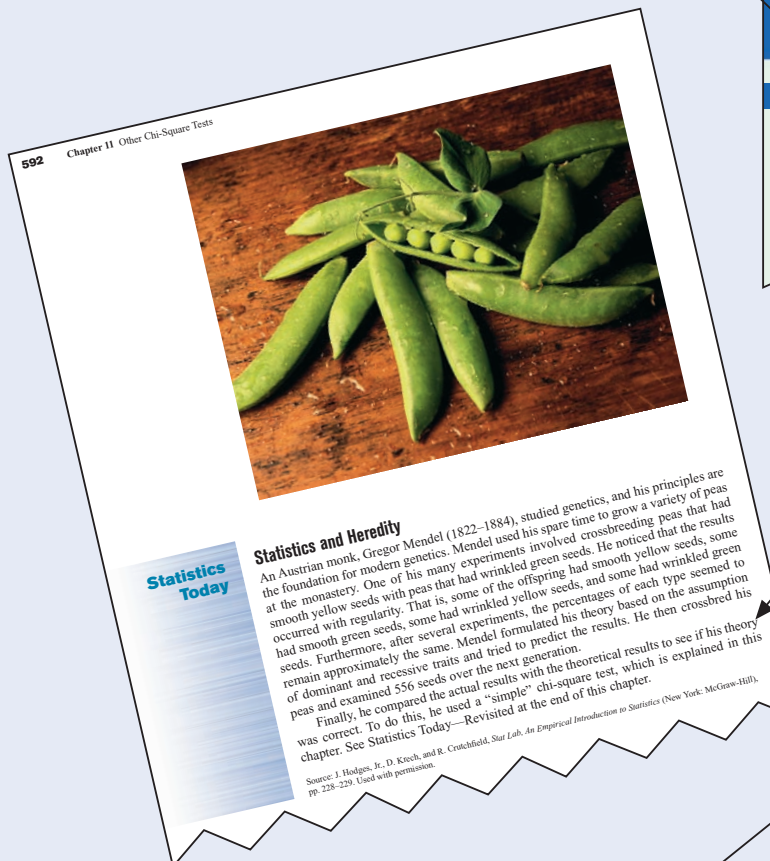 592 Chapter 11 Other Chi-Square Tests
Statistics
Today
Statistics and Heredity
An Austrian monk, Gregor Mendel (1822–1884), studied genetics, and his principles are
the foundation for modern genetics. Mendel used his spare time to grow a variety of peas
at the monastery. One of his many experiments involved crossbreeding peas that had
smooth yellow seeds with peas that had wrinkled green seeds. He noticed that the results
occurred with regularity. That is, some of the offspring had smooth yellow seeds, some
had smooth green seeds, some had wrinkled yellow seeds, and some had wrinkled green
seeds. Furthermore, after several experiments, the percentages of each type seemed to
remain approximately the same. Mendel formulated his theory based on the assumption
of dominant and recessive traits and tried to predict the results. He then crossbred his
peas and examined 556 seeds over the next generation.
Finally, he compared the actual results with the theoretical results to see if his theory
was correct. To do this, he used a “simple” chi-square test, which is explained in this
chapter. See Statistics Today—Revisited at the end of this chapter.
Source: J. Hodges, Jr., D. Krech, and R. Crutchfield, Stat Lab, An Empirical Introduction to Statistics (New York: McGraw-Hill),
pp. 228–229. Used with permission.